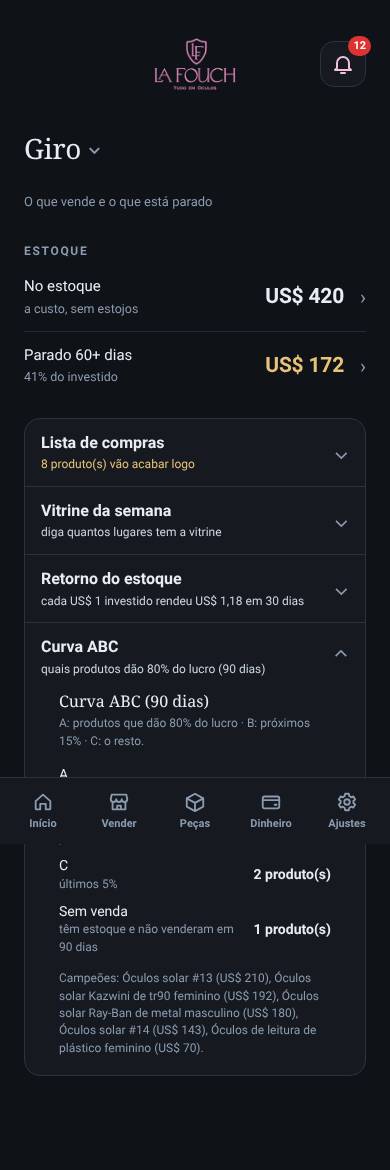 LA FOUCH
TUDO EM ÓCULOS
12
Giro
O que vende e o que está parado
ESTOQUE
No estoque
US$ 420
a custo, sem estojos
Parado 60+ dias
US$ 172
41% do investido
Lista de compras
8 produto(s) vão acabar logo
Vitrine da semana
diga quantos lugares tem a vitrine
Retorno do estoque
cada US$ 1 investido rendeu US$ 1,18 em 30 dias
Curva ABC
quais produtos dão 80% do lucro (90 dias)
Curva ABC (90 dias)
A: produtos que dão 80% do lucro · B: próximos
15% · C: o resto.
A
Início
Vender
Peças
Dinheiro
Ajustes
C
2 produto(s)
últimos 5%
Sem venda
têm estoque e não venderam em
1 produto(s)
90 dias
Campeões: Óculos solar #13 (US$ 210), Óculos
solar Kazwini de tr90 feminino (US$ 192), Óculos
solar Ray-Ban de metal masculino (US$ 180),
Óculos solar #14 (US$ 143), Óculos de leitura de
plástico feminino (US$ 70).